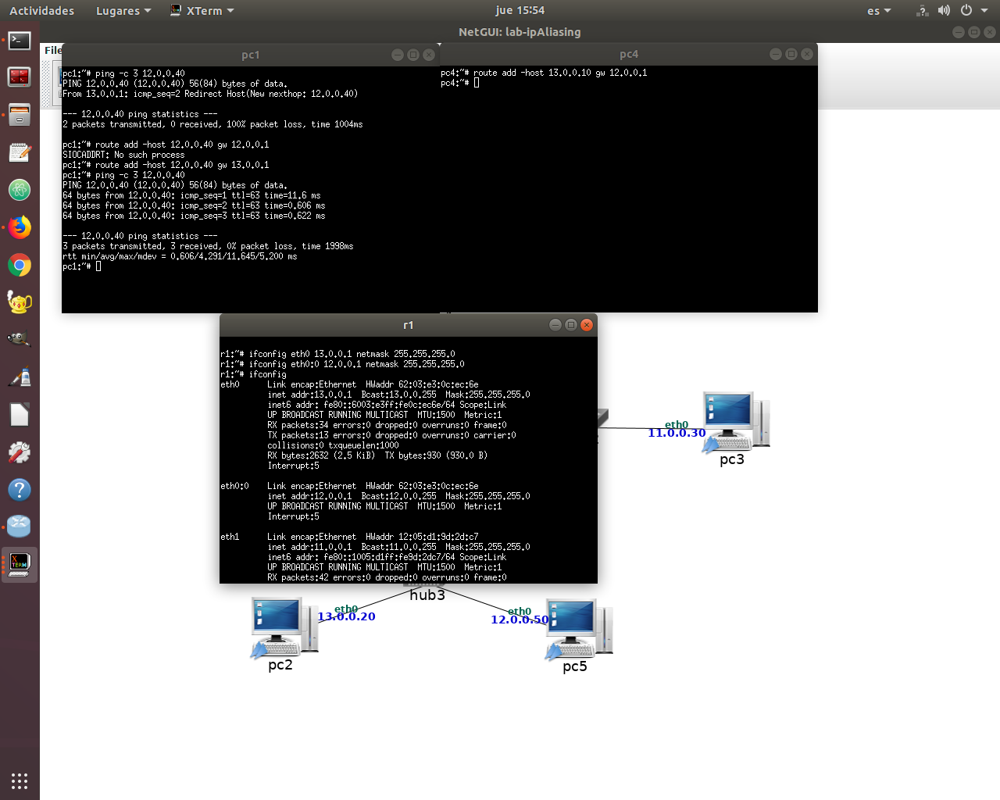 Actividades Lugares XTerm jue 15:54 es
NetGUI: lab-ipAliasing
File
pc1
pc1:~# ping -c 3 12.0.0.40
PING 12.0.0.40 (12.0.0.40) 56(84) bytes of data.
From 13.0.0.1: icmp_seq=2 Redirect Host(New nexthop: 12.0.0.40)
--- 12.0.0.40 ping statistics ---
2 packets transmitted, 0 received, 100% packet loss, time 1004ms
pc1:~# route add -host 12.0.0.40 gw 12.0.0.1
SIOCADDRT: No such process
pc1:~# route add -host 12.0.0.40 gw 13.0.0.1
pc1:~# ping -c 3 12.0.0.40
PING 12.0.0.40 (12.0.0.40) 56(84) bytes of data.
64 bytes from 12.0.0.40: icmp_seq=1 ttl=63 time=11.6 ms
64 bytes from 12.0.0.40: icmp_seq=2 ttl=63 time=0.606 ms
64 bytes from 12.0.0.40: icmp_seq=3 ttl=63 time=0.622 ms
--- 12.0.0.40 ping statistics ---
3 packets transmitted, 3 received, 0% packet loss, time 1998ms
rtt min/avg/max/mdev = 0.606/4.291/11.645/5.200 ms
pc1:~#
pc4
pc4:~# route add -host 13.0.0.10 gw 12.0.0.1
pc4:~#
r1
r1:~# ifconfig eth0 13.0.0.1 netmask 255.255.255.0
r1:~# ifconfig eth0:0 12.0.0.1 netmask 255.255.255.0
r1:~# ifconfig
eth0 Link encap:Ethernet HWaddr 62:03:e3:0c:ec:6e
inet addr:13.0.0.1 Bcast:13.0.0.255 Mask:255.255.255.0
inet6 addr: fe80::6003:e3ff:fe0c:ec6e/64 Scope:Link
UP BROADCAST RUNNING MULTICAST MTU:1500 Metric:1
RX packets:34 errors:0 dropped:0 overruns:0 frame:0
TX packets:13 errors:0 dropped:0 overruns:0 carrier:0
collisions:0 txqueuelen:1000
RX bytes:2632 (2.5 KiB) TX bytes:930 (930.0 B)
Interrupt:5
eth0:0 Link encap:Ethernet HWaddr 62:03:e3:0c:ec:6e
inet addr:12.0.0.1 Bcast:12.0.0.255 Mask:255.255.255.0
UP BROADCAST RUNNING MULTICAST MTU:1500 Metric:1
Interrupt:5
eth1 Link encap:Ethernet HWaddr 12:05:d1:9d:2d:c7
inet addr:11.0.0.1 Bcast:11.0.0.255 Mask:255.255.255.0
inet6 addr: fe80::1005:d1ff:fe9d:2dc7/64 Scope:Link
UP BROADCAST RUNNING MULTICAST MTU:1500 Metric:1
RX packets:42 errors:0 dropped:0 overruns:0 frame:0
eth0
11.0.0.30
pc3
hub3
eth0
13.0.0.20
pc2
eth0
12.0.0.50
pc5
X
TERM